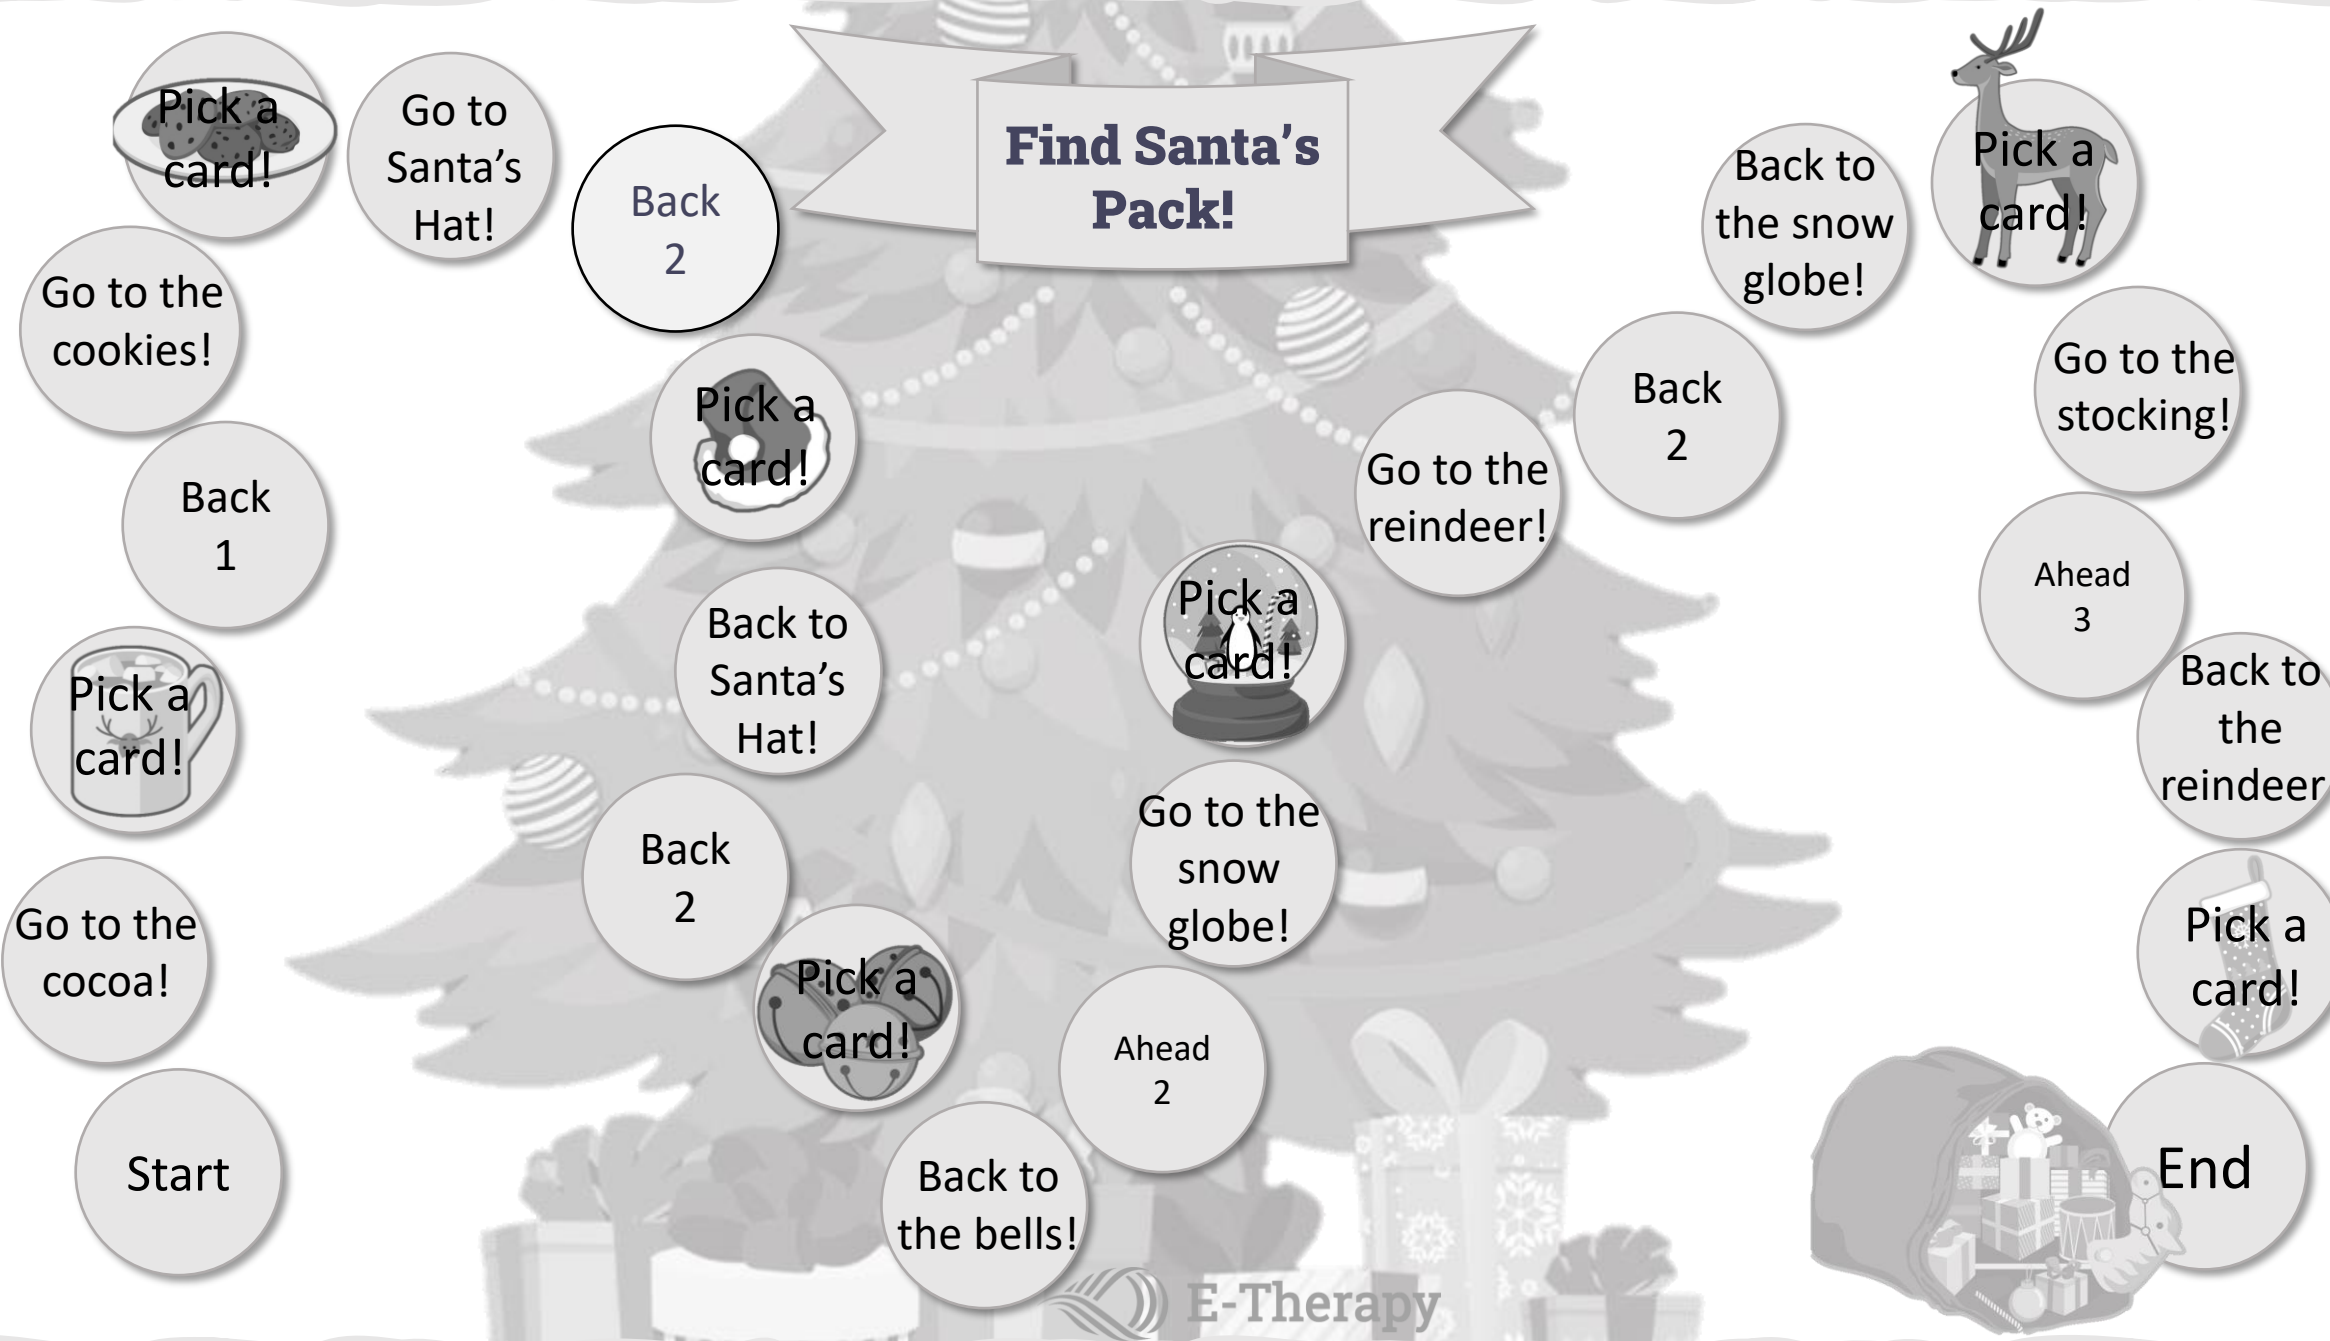 Find Santa’s
Pack!
Start
Go to the
cocoa!
Pick a
card!
Back
1
Go to the
cookies!
Pick a
card!
Go to
Santa’s
Hat!
Back
2
Pick a
card!
Back to
Santa’s
Hat!
Back
2
Pick a
card!
Back to
the bells!
Ahead
2
Go to the
snow
globe!
Pick a
card!
Go to the
reindeer!
Back
2
Back to
the snow
globe!
Pick a
card!
Go to the
stocking!
Ahead
3
Back to
the
reindeer
Pick a
card!
End
E-Therapy